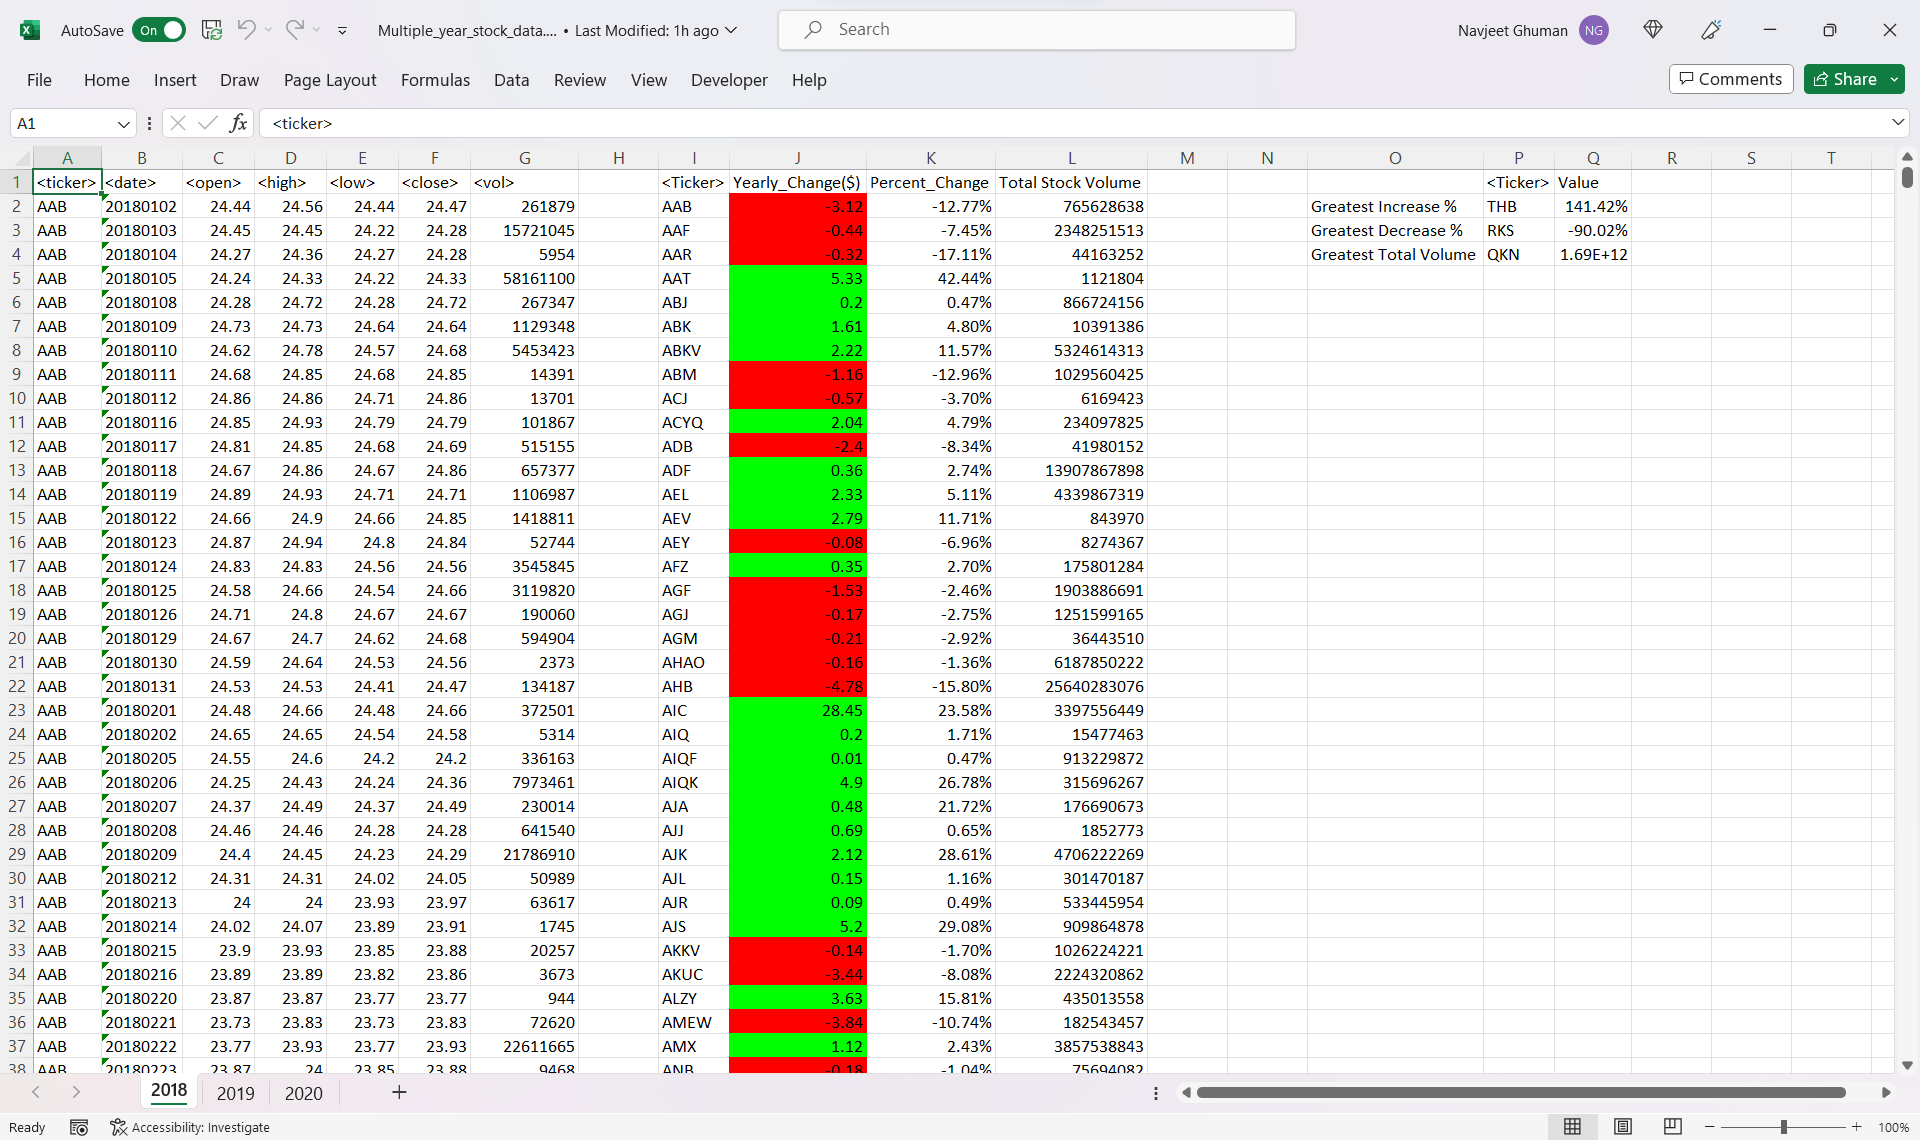 AutoSave On Multiple_year_stock_data.... • Last Modified: 1h ago Search Navjeet Ghuman NG
File Home Insert Draw Page Layout Formulas Data Review View Developer Help Comments Share
A1 fx <ticker>
A B C D E F G H I J K L M N O P Q R S T
1 <ticker> <date> <open> <high> <low> <close> <vol> <Ticker> Yearly_Change($) Percent_Change Total Stock Volume <Ticker> Value
2 AAB 20180102 24.44 24.56 24.44 24.47 261879 AAB -3.12 -12.77% 765628638 Greatest Increase % THB 141.42%
3 AAB 20180103 24.45 24.45 24.22 24.28 15721045 AAF -0.44 -7.45% 2348251513 Greatest Decrease % RKS -90.02%
4 AAB 20180104 24.27 24.36 24.27 24.28 5954 AAR -0.32 -17.11% 44163252 Greatest Total Volume QKN 1.69E+12
5 AAB 20180105 24.24 24.33 24.22 24.33 58161100 AAT 5.33 42.44% 1121804
6 AAB 20180108 24.28 24.72 24.28 24.72 267347 ABJ 0.2 0.47% 866724156
7 AAB 20180109 24.73 24.73 24.64 24.64 1129348 ABK 1.61 4.80% 10391386
8 AAB 20180110 24.62 24.78 24.57 24.68 5453423 ABKV 2.22 11.57% 5324614313
9 AAB 20180111 24.68 24.85 24.68 24.85 14391 ABM -1.16 -12.96% 1029560425
10 AAB 20180112 24.86 24.86 24.71 24.86 13701 ACJ -0.57 -3.70% 6169423
11 AAB 20180116 24.85 24.93 24.79 24.79 101867 ACYQ 2.04 4.79% 234097825
12 AAB 20180117 24.81 24.85 24.68 24.69 515155 ADB -2.4 -8.34% 41980152
13 AAB 20180118 24.67 24.86 24.67 24.86 657377 ADF 0.36 2.74% 13907867898
14 AAB 20180119 24.89 24.93 24.71 24.71 1106987 AEL 2.33 5.11% 4339867319
15 AAB 20180122 24.66 24.9 24.66 24.85 1418811 AEV 2.79 11.71% 843970
16 AAB 20180123 24.87 24.94 24.8 24.84 52744 AEY -0.08 -6.96% 8274367
17 AAB 20180124 24.83 24.83 24.56 24.56 3545845 AFZ 0.35 2.70% 175801284
18 AAB 20180125 24.58 24.66 24.54 24.66 3119820 AGF -1.53 -2.46% 1903886691
19 AAB 20180126 24.71 24.8 24.67 24.67 190060 AGJ -0.17 -2.75% 1251599165
20 AAB 20180129 24.67 24.7 24.62 24.68 594904 AGM -0.21 -2.92% 36443510
21 AAB 20180130 24.59 24.64 24.53 24.56 2373 AHAO -0.16 -1.36% 6187850222
22 AAB 20180131 24.53 24.53 24.41 24.47 134187 AHB -4.78 -15.80% 25640283076
23 AAB 20180201 24.48 24.66 24.48 24.66 372501 AIC 28.45 23.58% 3397556449
24 AAB 20180202 24.65 24.65 24.54 24.58 5314 AIQ 0.2 1.71% 15477463
25 AAB 20180205 24.55 24.6 24.2 24.2 336163 AIQF 0.01 0.47% 913229872
26 AAB 20180206 24.25 24.43 24.24 24.36 7973461 AIQK 4.9 26.78% 315696267
27 AAB 20180207 24.37 24.49 24.37 24.49 230014 AJA 0.48 21.72% 176690673
28 AAB 20180208 24.46 24.46 24.28 24.28 641540 AJJ 0.69 0.65% 1852773
29 AAB 20180209 24.4 24.45 24.23 24.29 21786910 AJK 2.12 28.61% 4706222269
30 AAB 20180212 24.31 24.31 24.02 24.05 50989 AJL 0.15 1.16% 301470187
31 AAB 20180213 24 24 23.93 23.97 63617 AJR 0.09 0.49% 533445954
32 AAB 20180214 24.02 24.07 23.89 23.91 1745 AJS 5.2 29.08% 909864878
33 AAB 20180215 23.9 23.93 23.85 23.88 20257 AKKV -0.14 -1.70% 1026224221
34 AAB 20180216 23.89 23.89 23.82 23.86 3673 AKUC -3.44 -8.08% 2224320862
35 AAB 20180220 23.87 23.87 23.77 23.77 944 ALZY 3.63 15.81% 435013558
36 AAB 20180221 23.73 23.83 23.73 23.83 72620 AMEW -3.84 -10.74% 182543457
37 AAB 20180222 23.77 23.93 23.77 23.93 22611665 AMX 1.12 2.43% 3857538843
38 AAB 20180223 23.87 24 23.85 23.88 9468 ANB -0.18 -1.04% 75694082
2018 2019 2020
Ready Accessibility: Investigate 100%